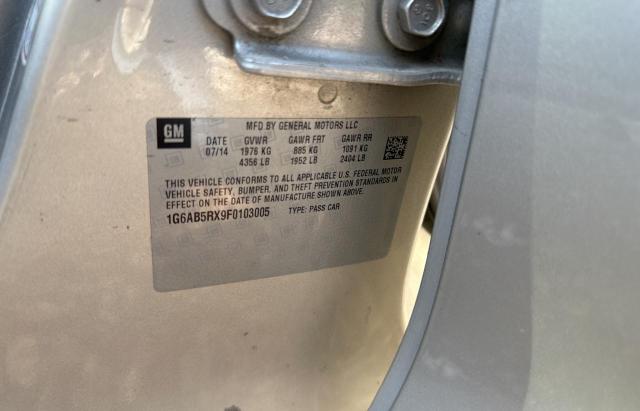 GM
MFD BY GENERAL MOTORS LLC
DATE GVWR GAWR FRT GAWR RR
07/14 1976 KG 885 KG 1091 KG
4356 LB 1952 LB 2404 LB
THIS VEHICLE CONFORMS TO ALL APPLICABLE U.S. FEDERAL MOTOR
VEHICLE SAFETY, BUMPER, AND THEFT PREVENTION STANDARDS IN
EFFECT ON THE DATE OF MANUFACTURE SHOWN ABOVE.
1G6AB5RX9F0103005 TYPE: PASS CAR